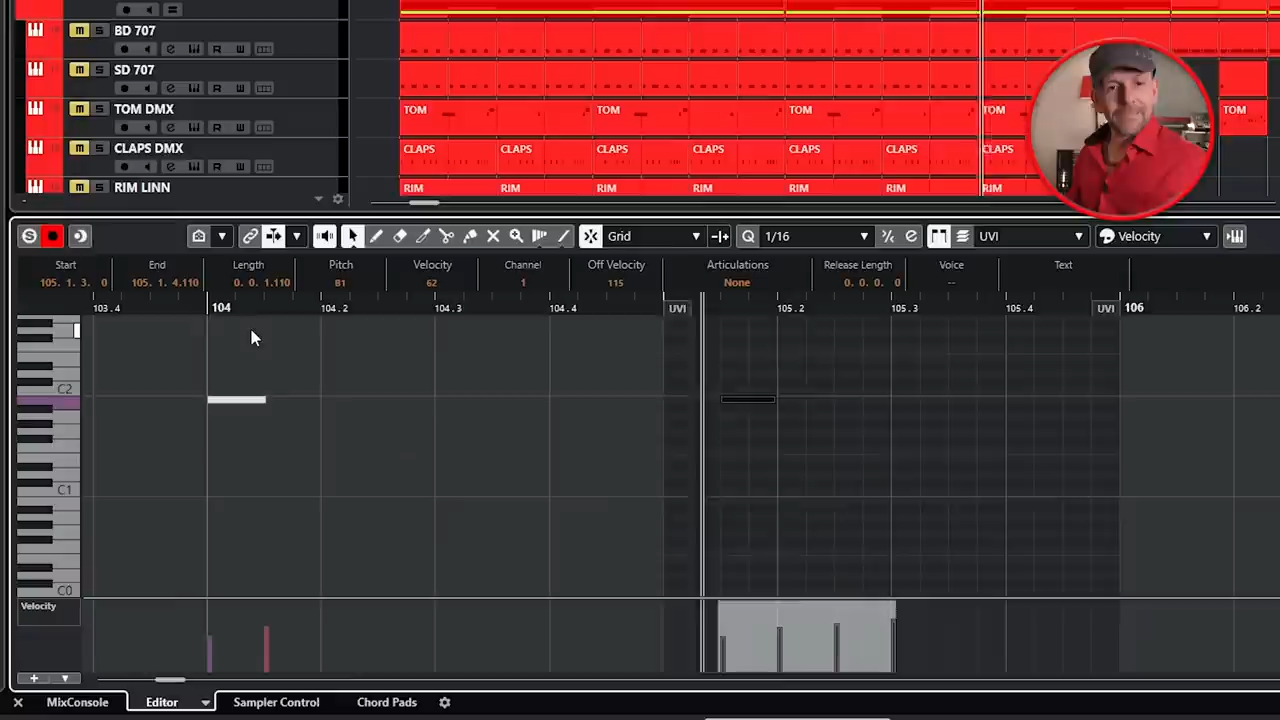 m S BD 707
R W
m S SD 707
R W
m S TOM DMX
R W
TOM TOM TOM TOM TOM
m S CLAPS DMX
R W
CLAPS CLAPS CLAPS CLAPS CLAPS CLAPS CLAPS
m RIM LINN
RIM RIM RIM RIM RIM RIM RIM
S Grid Q 1/16 UVI Velocity
Start End Length Pitch Velocity Channel Off Velocity Articulations Release Length Voice Text
105. 1. 3. 0 105. 1. 4.110 0. 0. 1.110 B1 62 1 115 None 0. 0. 0. 0 --
103.4 104 104.2 104.3 104.4 UVI 105.2 105.3 105.4 UVI 106 106.2
C2
C1
C0
Velocity
MixConsole Editor Sampler Control Chord Pads